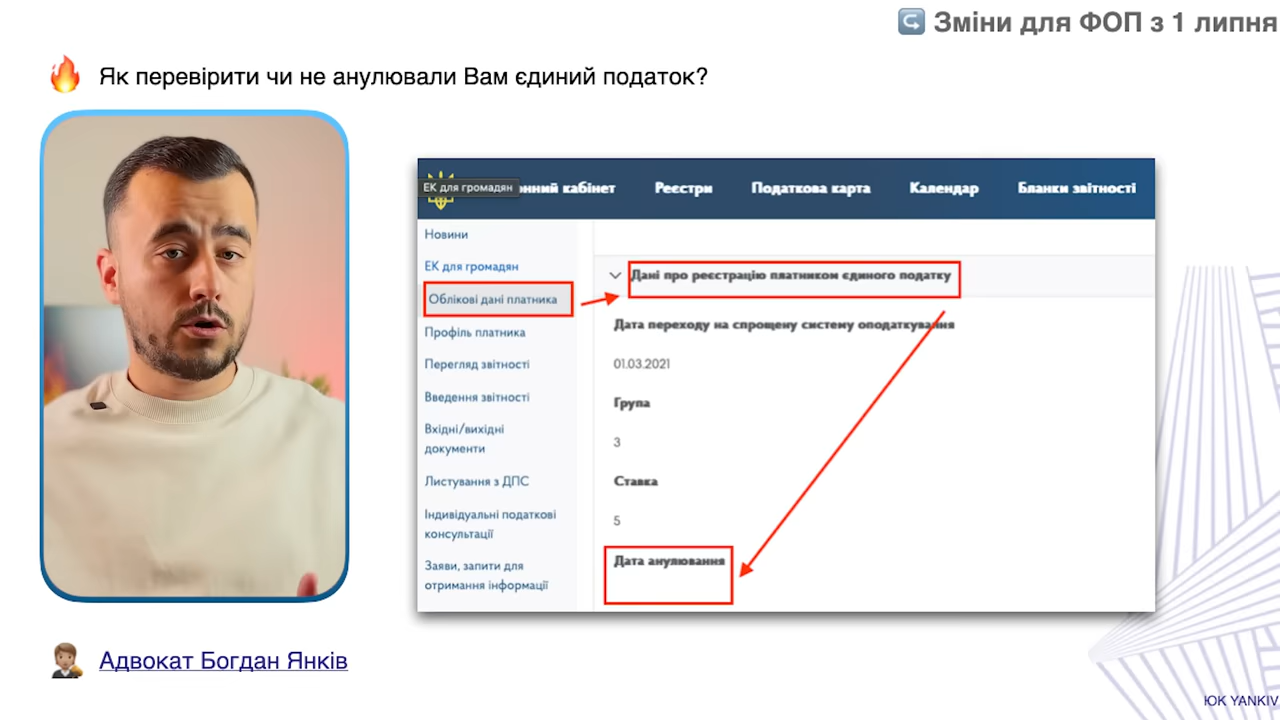 Зміни для ФОП з 1 липня
Як перевірити чи не анулювали Вам єдиний податок?
ЕК для громадян
онний кабінет
Реєстри
Податкова карта
Календар
Бланки звітності
Новини
ЕК для громадян
Облікові дані платника
Профіль платника
Перегляд звітності
Введення звітності
Вхідні/вихідні
документи
Листування з ДПС
Індивідуальні податкові
консультації
Заяви, запити для
отримання інформації
Дані про реєстрацію платником єдиного податку
Дата переходу на спрощену систему оподаткування
01.03.2021
Група
3
Ставка
5
Дата анулювання
Адвокат Богдан Янків
ЮК YANKIV